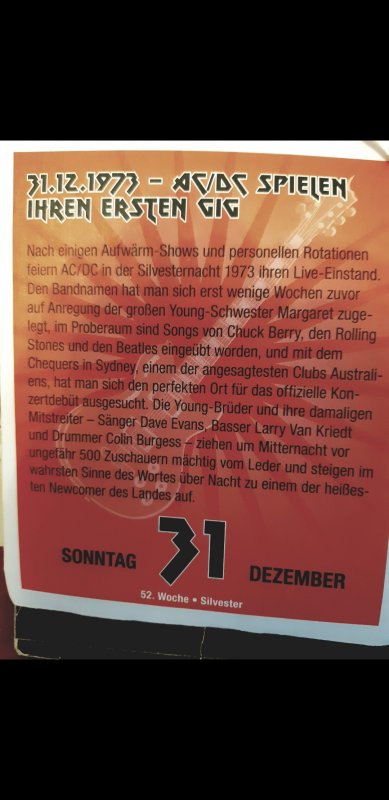 31.12.1973 – AC/DC SPIELEN
IHREN ERSTEN GIG
Nach einigen Aufwärm-Shows und personellen Rotationen
feiern AC/DC in der Silvesternacht 1973 ihren Live-Einstand.
Den Bandnamen hat man sich erst wenige Wochen zuvor
auf Anregung der großen Young-Schwester Margaret zuge-
legt, im Proberaum sind Songs von Chuck Berry, den Rolling
Stones und den Beatles eingeübt worden, und mit dem
Chequers in Sydney, einem der angesagtesten Clubs Australi-
ens, hat man sich den perfekten Ort für das offizielle Kon-
zertdebüt ausgesucht. Die Young-Brüder und ihre damaligen
Mitstreiter – Sänger Dave Evans, Basser Larry Van Kriedt
und Drummer Colin Burgess – ziehen um Mitternacht vor
ungefähr 500 Zuschauern mächtig vom Leder und steigen im
wahrsten Sinne des Wortes über Nacht zu einem der heißes-
ten Newcomer des Landes auf.
SONNTAG 31 DEZEMBER
52. Woche • Silvester